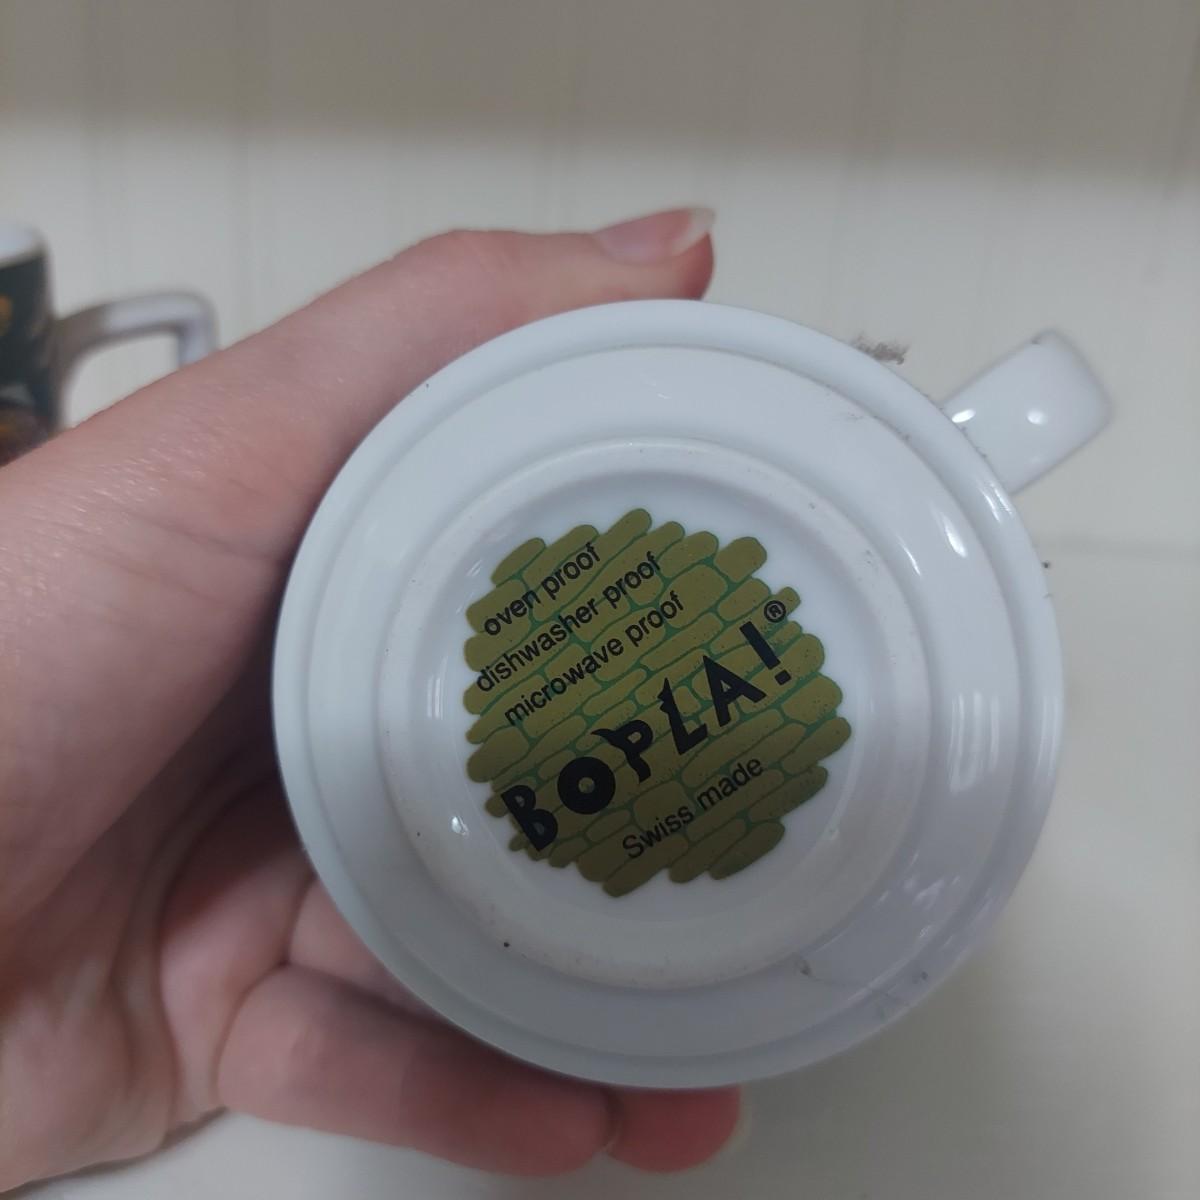 oven proof
dishwasher proof
microwave proof
BOPLA!®
Swiss made